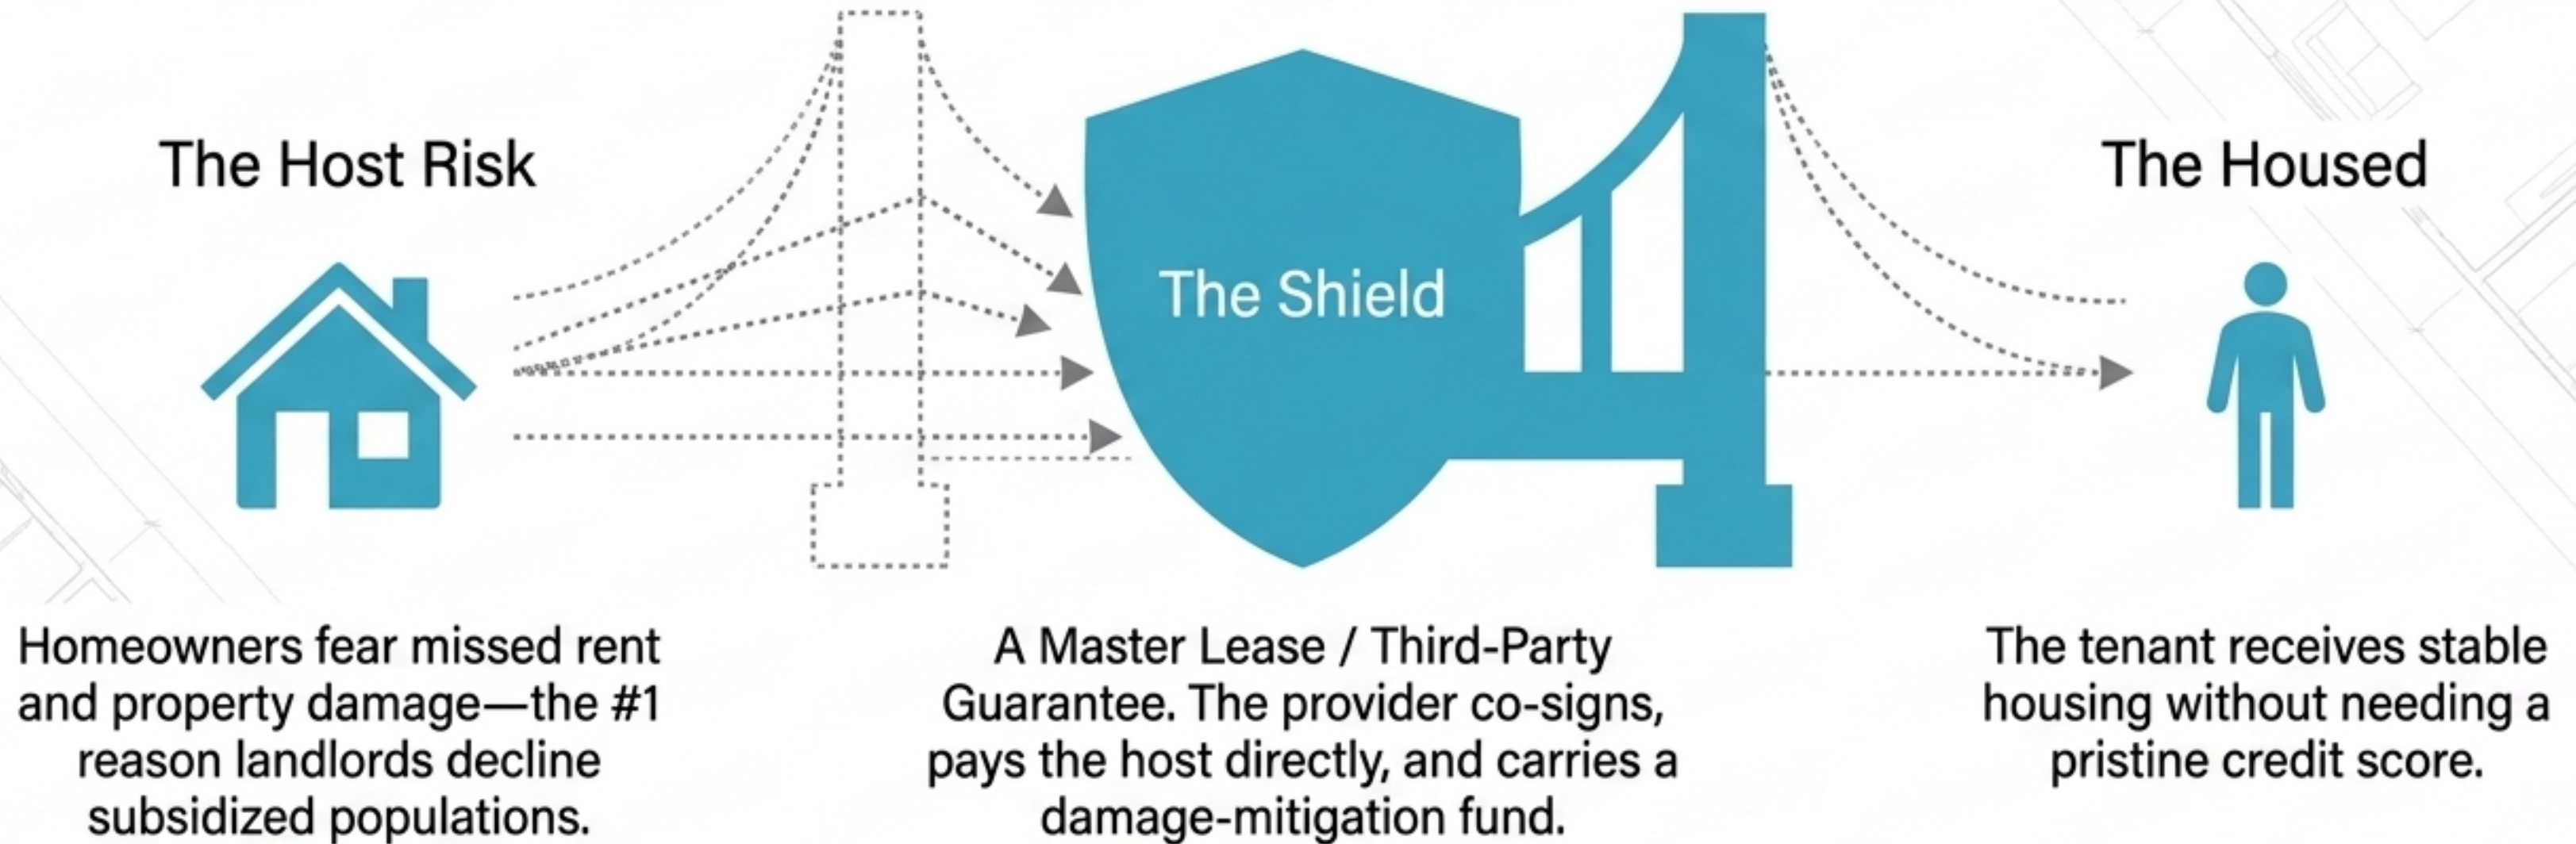 The Host Risk
Homeowners fear missed rent
and property damage—the #1
reason landlords decline
subsidized populations.
The Shield
A Master Lease / Third-Party
Guarantee. The provider co-signs,
pays the host directly, and carries a
damage-mitigation fund.
The Housed
The tenant receives stable
housing without needing a
pristine credit score.